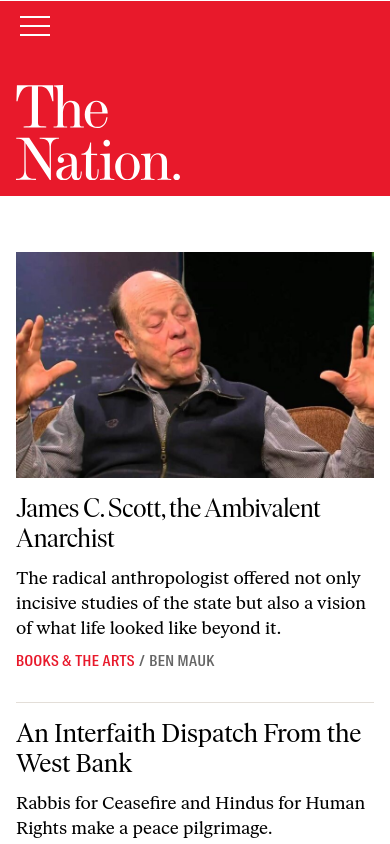 The
Nation.
James C. Scott, the Ambivalent
Anarchist
The radical anthropologist offered not only
incisive studies of the state but also a vision
of what life looked like beyond it.
BOOKS & THE ARTS / BEN MAUK
An Interfaith Dispatch From the
West Bank
Rabbis for Ceasefire and Hindus for Human
Rights make a peace pilgrimage.